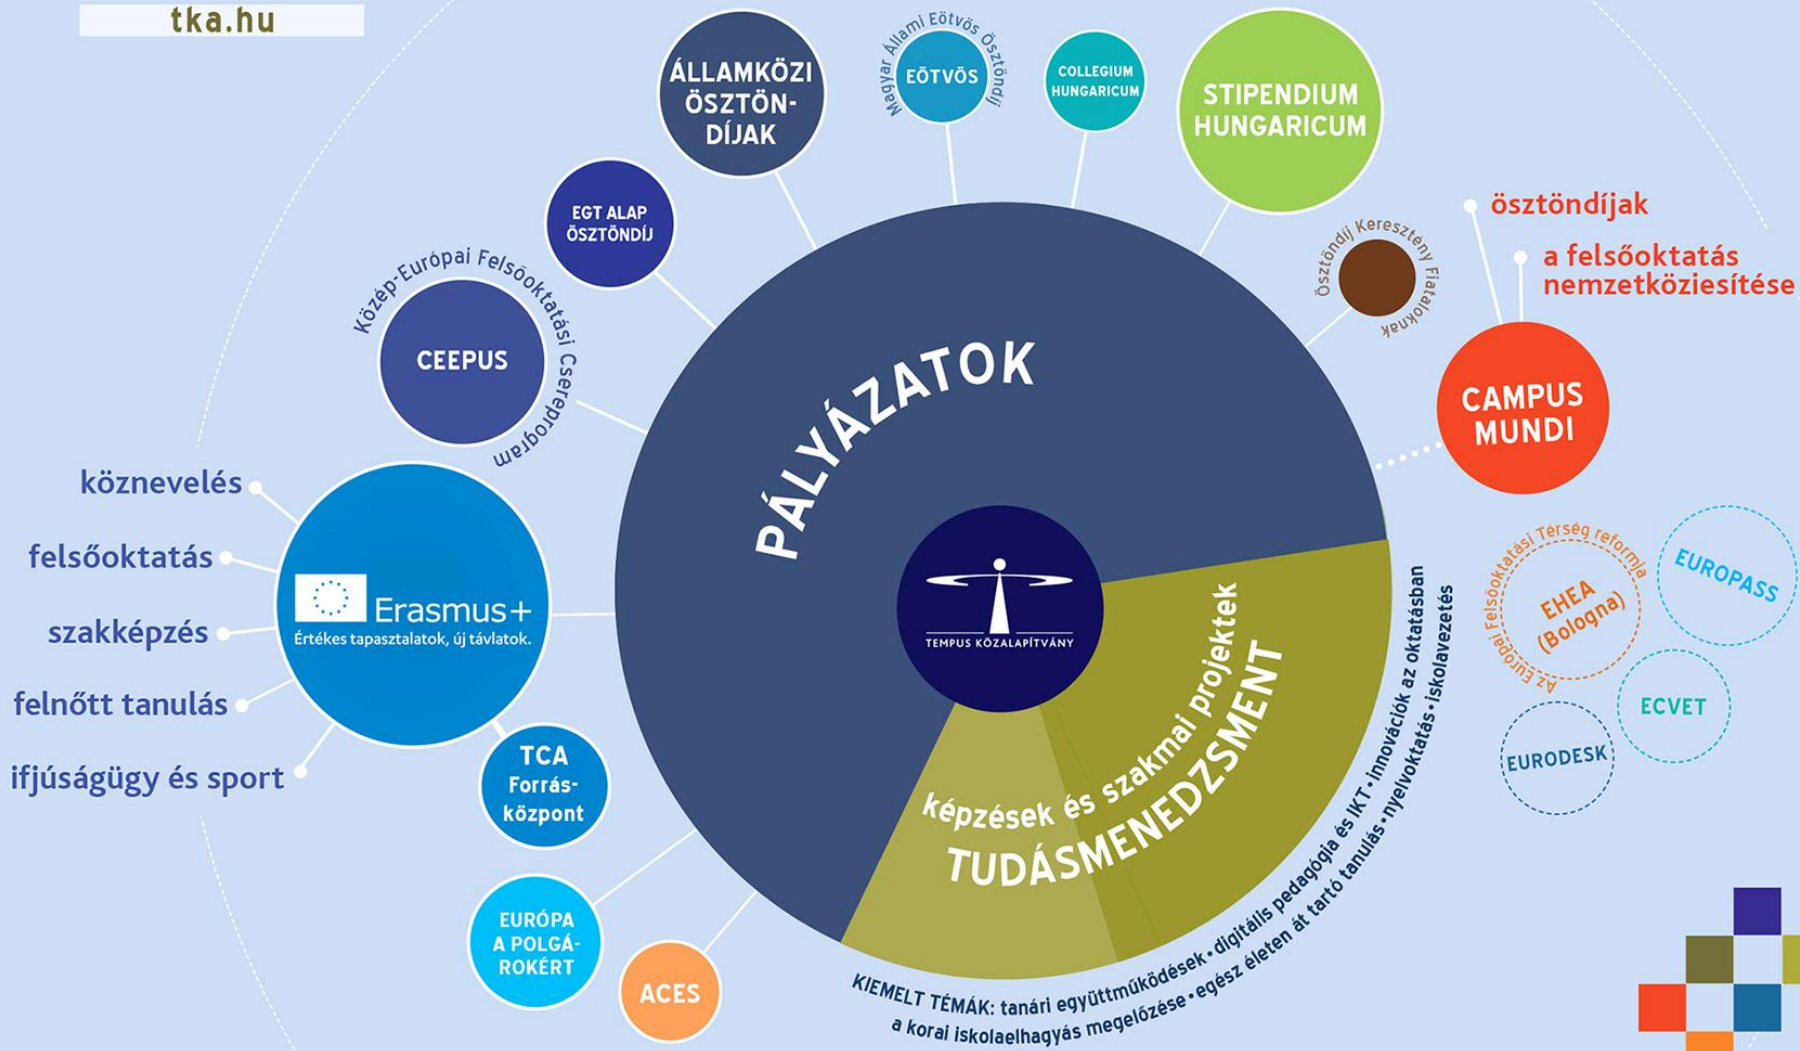 tka.hu
ÁLLAMKÖZI
ÖSZTÖN-
DÍJAK
Magyar Állami Eötvös Ösztöndíj
EÖTVÖS
COLLEGIUM
HUNGARICUM
STIPENDIUM
HUNGARICUM
EGT ALAP
ÖSZTÖNDÍJ
Ösztöndíj Keresztény Fiataloknak
ösztöndíjak
a felsőoktatás
nemzetköziesítése
CAMPUS
MUNDI
Közép-Európai Felsőoktatási Csereprogram
CEEPUS
PÁLYÁZATOK
köznevelés
felsőoktatás
szakképzés
felnőtt tanulás
ifjúságügy és sport
Erasmus+
Értékes tapasztalatok, új távlatok.
TEMPUS KÖZALAPÍTVÁNY
TCA
Forrás-
központ
EURÓPA
A POLGÁ-
ROKÉRT
ACES
képzések és szakmai projektek
TUDÁSMENEDZSMENT
KIEMELT TÉMÁK: tanári együttműködések • digitális pedagógia és IKT • innovációk az oktatásban
a korai iskolaelhagyás megelőzése • egész életen át tartó tanulás • nyelvoktatás • iskolavezetés
Az Európai Felsőoktatási Térség reformja
EHEA
(Bologna)
EUROPASS
ECVET
EURODESK